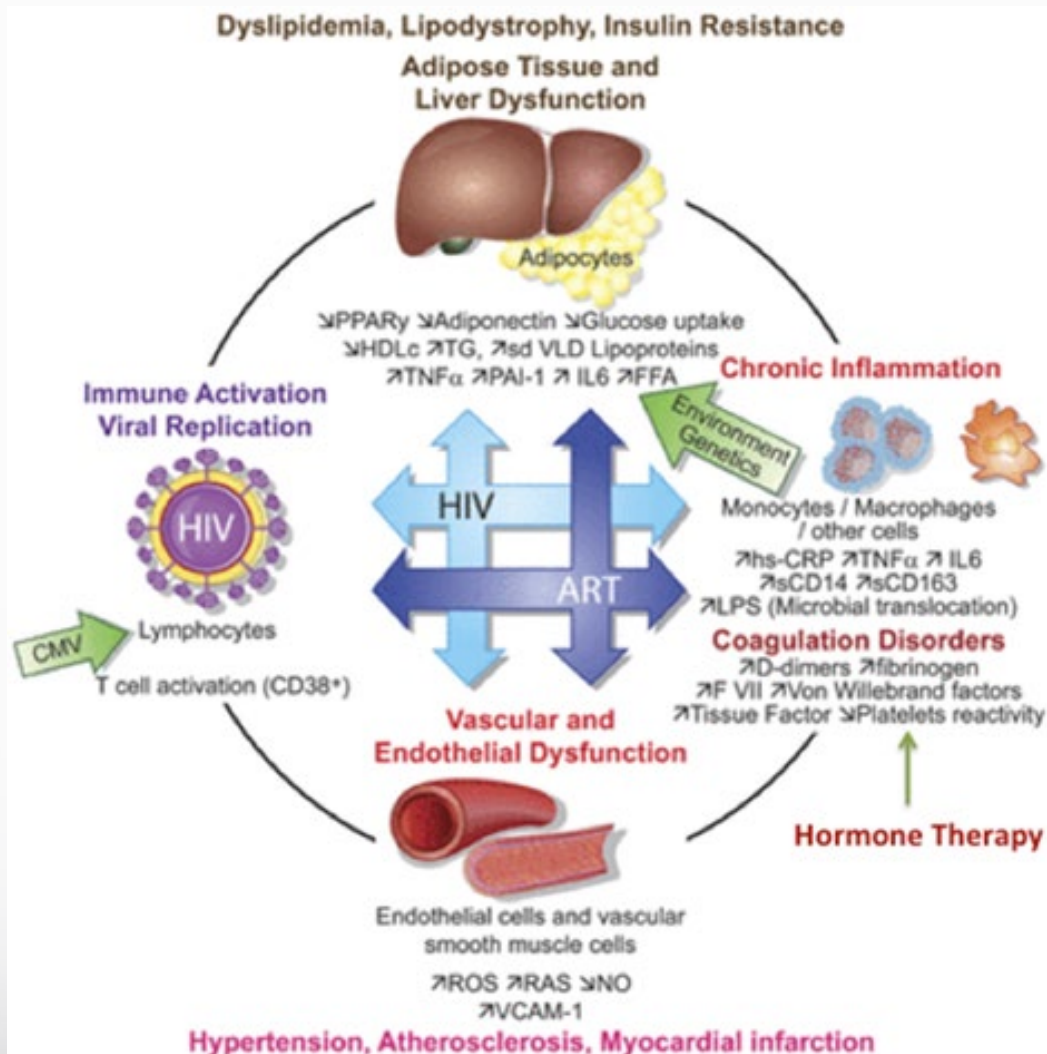 Dyslipidemia, Lipodystrophy, Insulin Resistance
Adipose Tissue and
Liver Dysfunction
Adipocytes
↘PPARγ ↘Adiponectin ↘Glucose uptake
↘HDLc ↗TG, ↗sd VLD Lipoproteins
↗TNFα ↗PAI-1 ↗ IL6 ↗FFA
Immune Activation
Viral Replication
HIV
CMV
Lymphocytes
T cell activation (CD38+)
HIV
ART
Environment
Genetics
Chronic Inflammation
Monocytes / Macrophages
/ other cells
↗hs-CRP ↗TNFα ↗ IL6
↗sCD14 ↗sCD163
↗LPS (Microbial translocation)
Coagulation Disorders
↗D-dimers ↗fibrinogen
↗F VII ↗Von Willebrand factors
↗Tissue Factor ↘Platelets reactivity
Hormone Therapy
Vascular and
Endothelial Dysfunction
Endothelial cells and vascular
smooth muscle cells
↗ROS ↗RAS ↘NO
↗VCAM-1
Hypertension, Atherosclerosis, Myocardial infarction